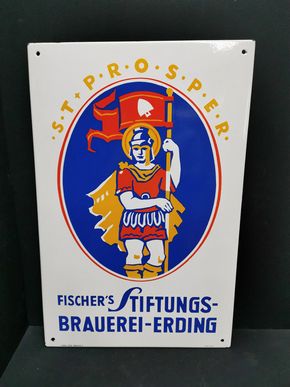 ·S·T·P·R·O·S·P·E·R·
FISCHER'S STIFTUNGS-
BRAUEREI-ERDING